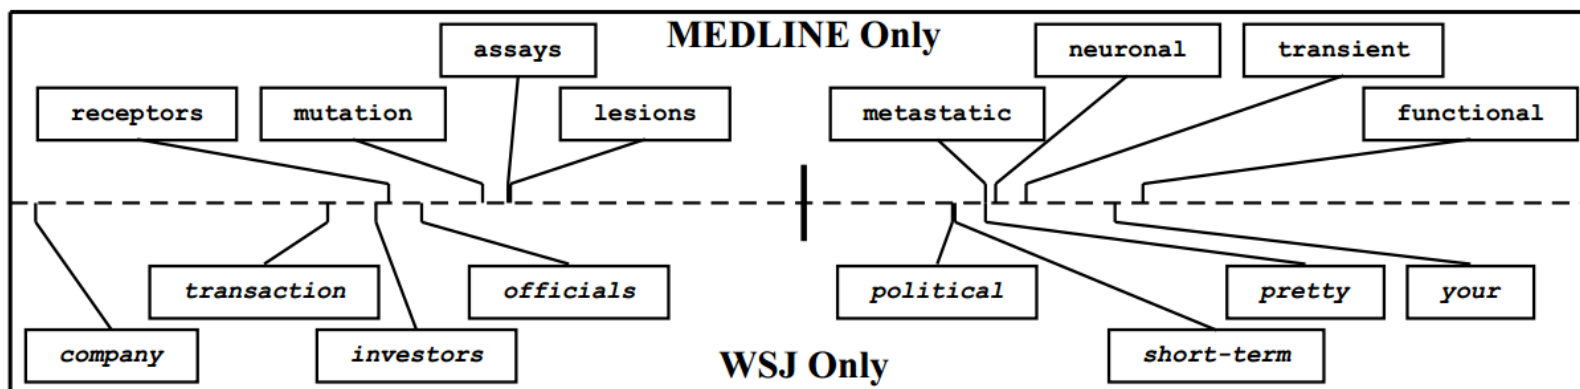 MEDLINE Only
assays
neuronal
transient
receptors
mutation
lesions
metastatic
functional
transaction
officials
political
pretty
your
company
investors
WSJ Only
short-term